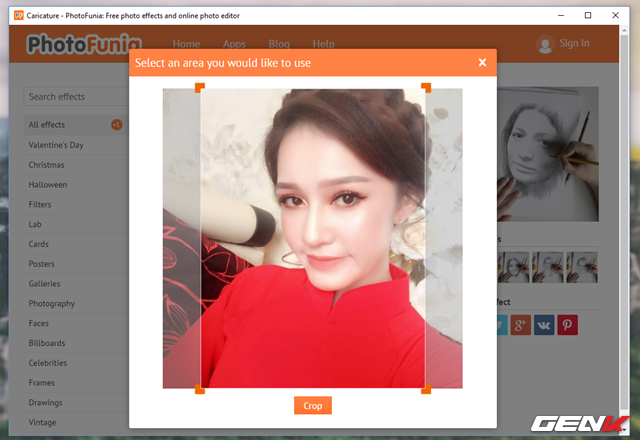 Caricature - PhotoFunia: Free photo effects and online photo editor
PhotoFunia
Home Apps Blog Help Sign In
Select an area you would like to use x
Search effects
All effects +5
Valentine's Day
Christmas
Halloween
Filters
Lab
Cards
Posters
Galleries
Photography
Faces
Billboards
Celebrities
Frames
Drawings
Vintage
Crop
GENK